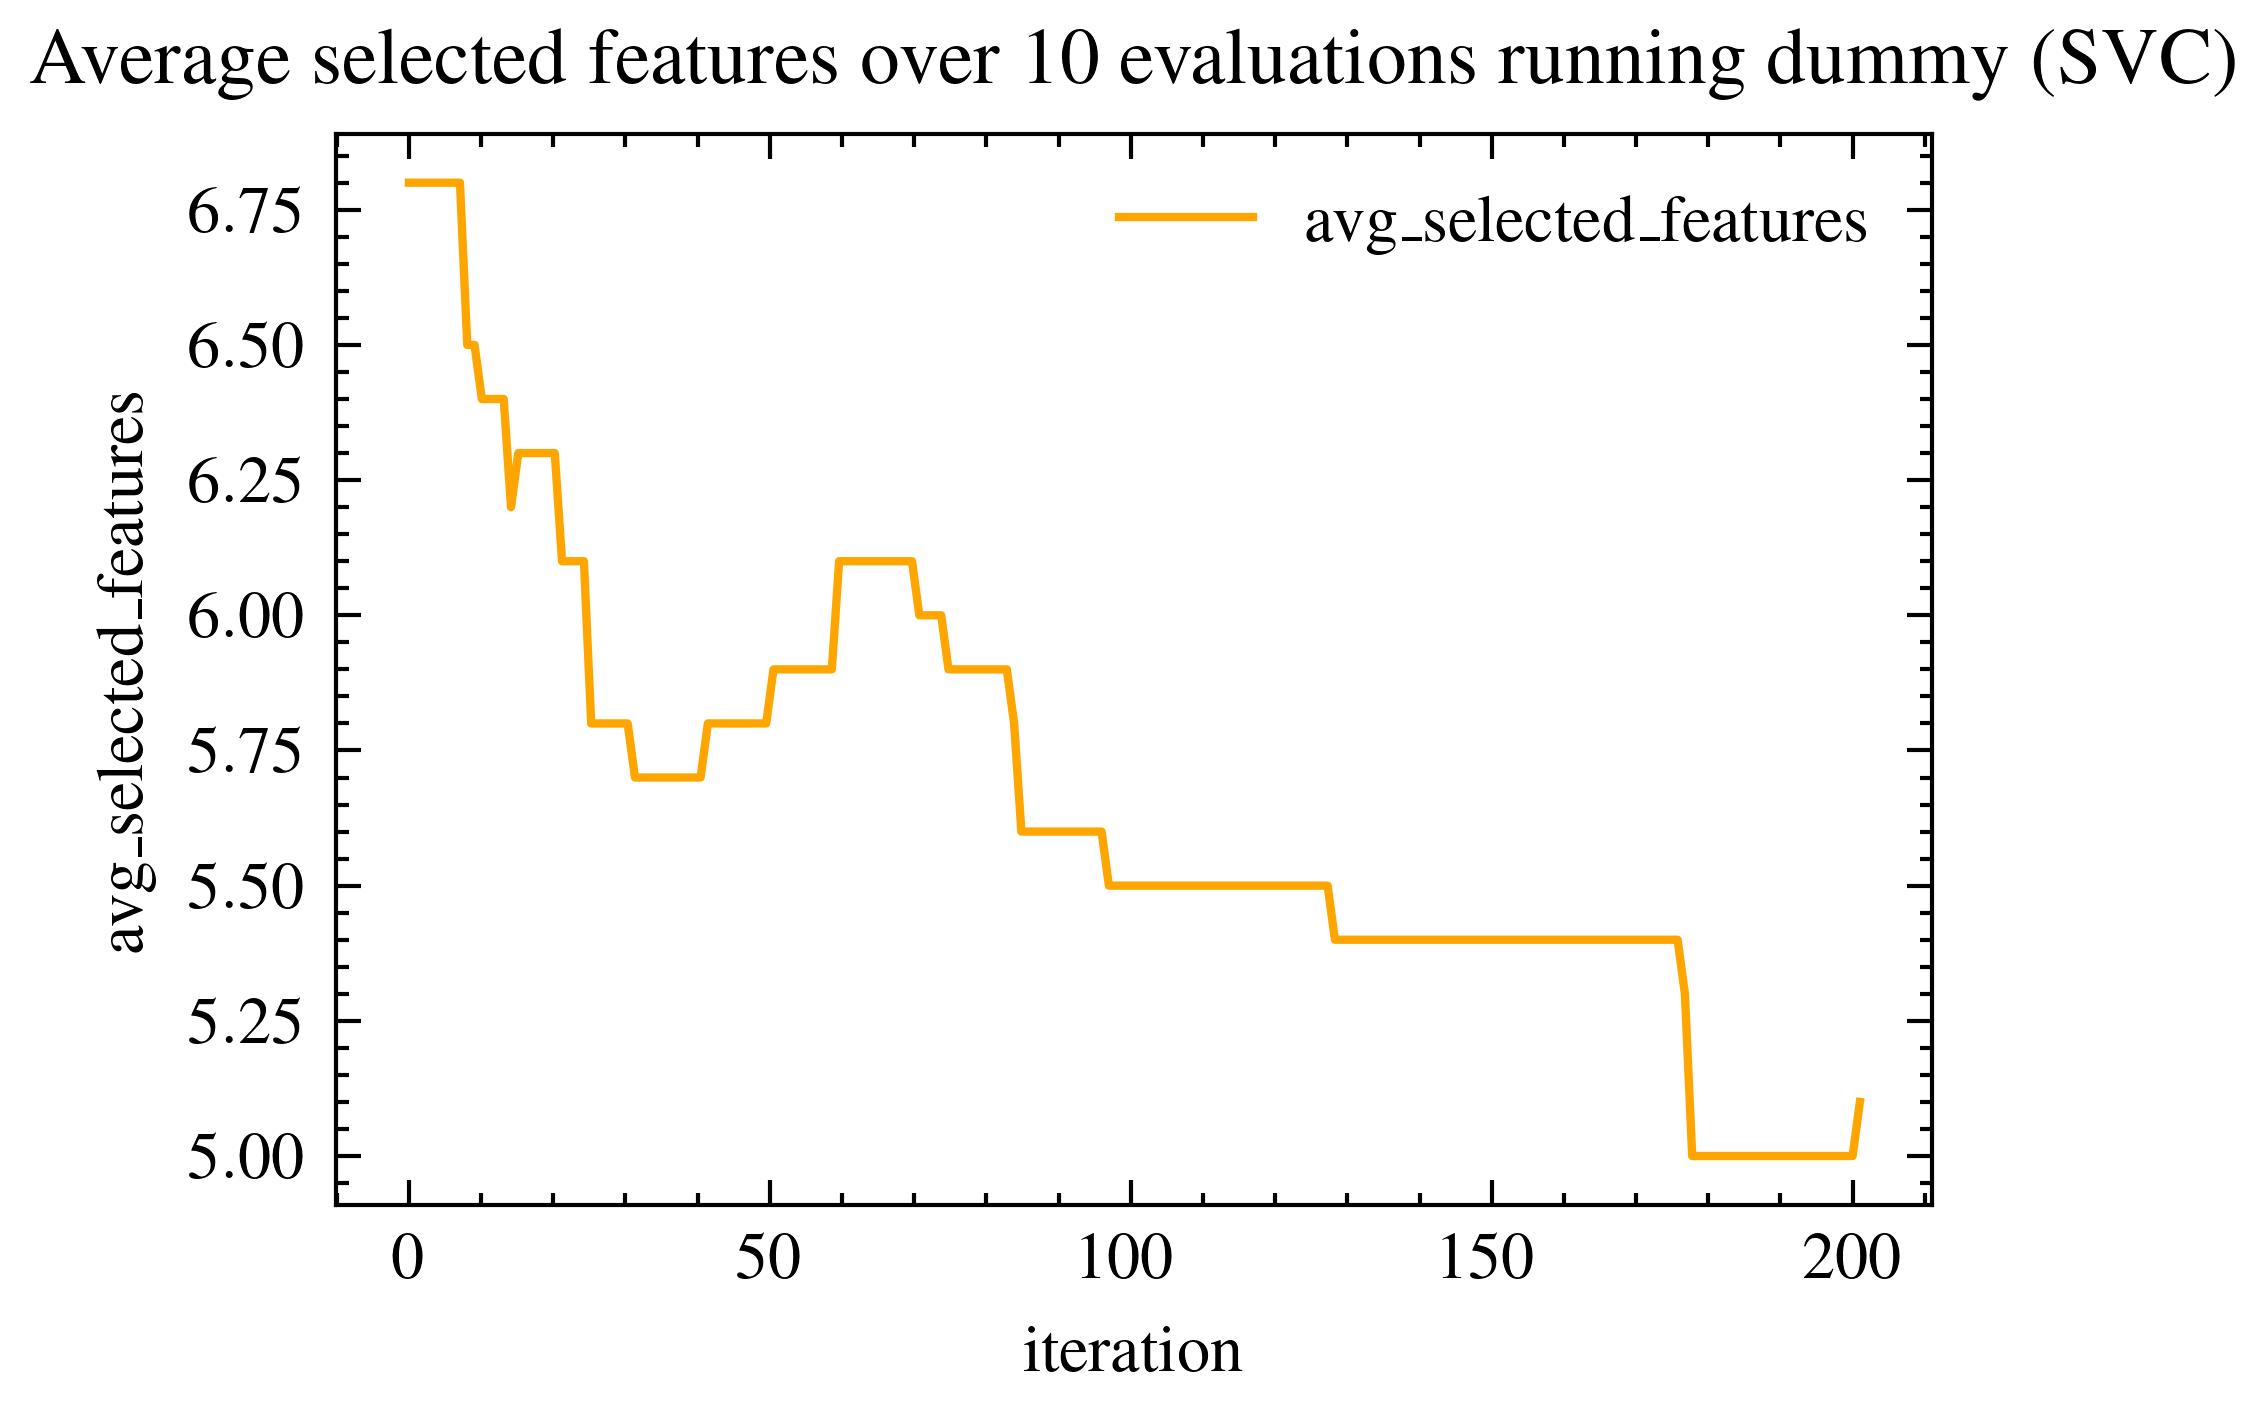 Average selected features over 10 evaluations running dummy (SVC)
avg_selected_features
avg_selected_features
6.75
6.50
6.25
6.00
5.75
5.50
5.25
5.00
0 50 100 150 200
iteration